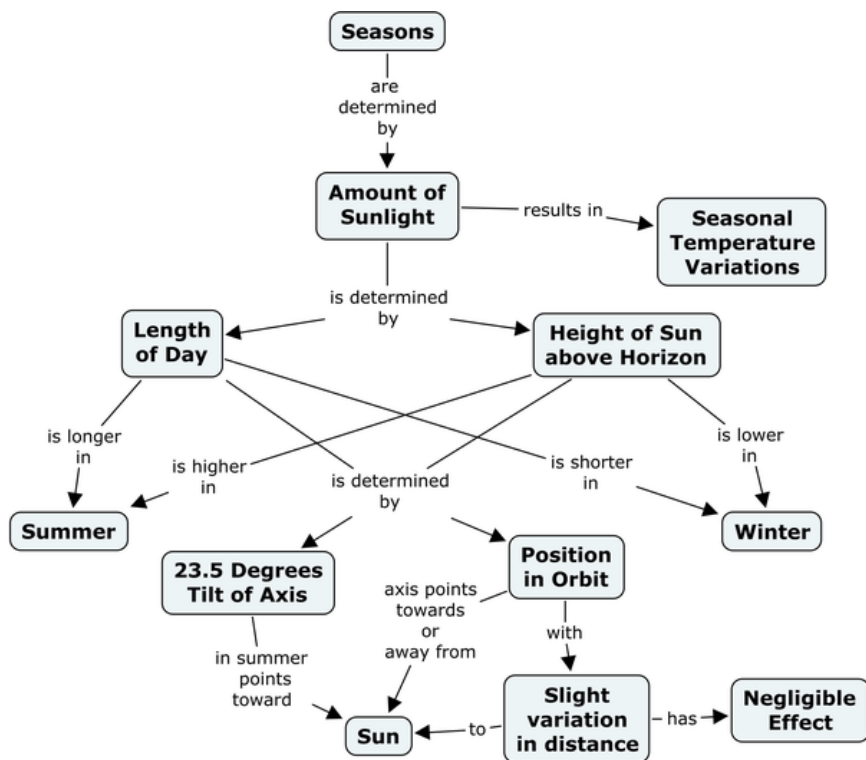 Seasons
are
determined
by
Amount of
Sunlight
results in
Seasonal
Temperature
Variations
is determined
by
Length
of Day
Height of Sun
above Horizon
is longer
in
is higher
in
is determined
by
is shorter
in
is lower
in
Summer
Winter
23.5 Degrees
Tilt of Axis
Position
in Orbit
axis points
towards
or
away from
with
in summer
points
toward
Sun
to
Slight
variation
in distance
has
Negligible
Effect